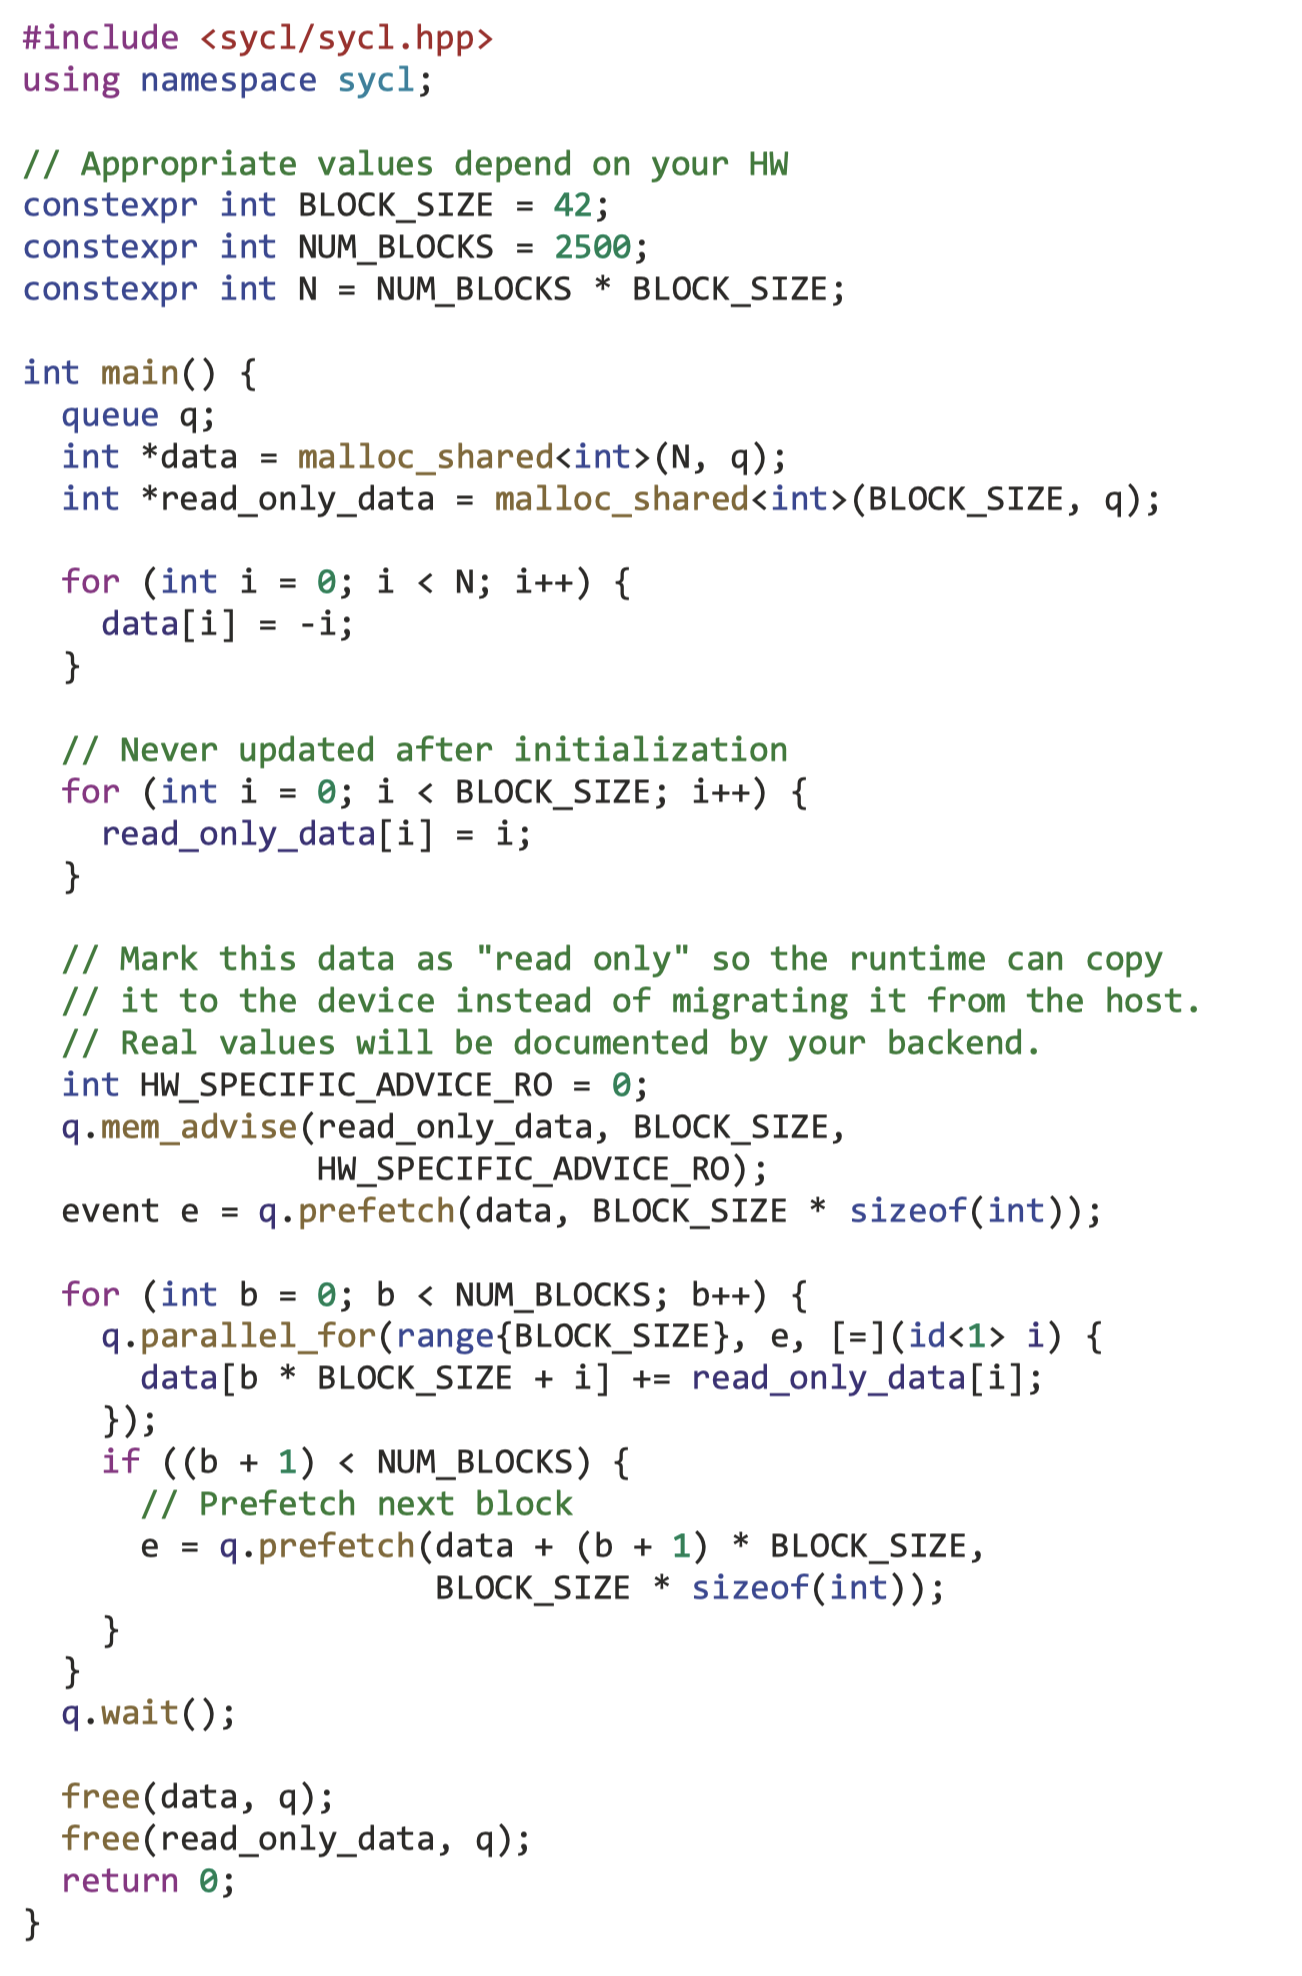 #include <sycl/sycl.hpp>
using namespace sycl;

// Appropriate values depend on your HW
constexpr int BLOCK_SIZE = 42;
constexpr int NUM_BLOCKS = 2500;
constexpr int N = NUM_BLOCKS * BLOCK_SIZE;

int main() {
  queue q;
  int *data = malloc_shared<int>(N, q);
  int *read_only_data = malloc_shared<int>(BLOCK_SIZE, q);

  for (int i = 0; i < N; i++) {
    data[i] = -i;
  }

  // Never updated after initialization
  for (int i = 0; i < BLOCK_SIZE; i++) {
    read_only_data[i] = i;
  }

  // Mark this data as "read only" so the runtime can copy
  // it to the device instead of migrating it from the host.
  // Real values will be documented by your backend.
  int HW_SPECIFIC_ADVICE_RO = 0;
  q.mem_advise(read_only_data, BLOCK_SIZE,
               HW_SPECIFIC_ADVICE_RO);
  event e = q.prefetch(data, BLOCK_SIZE * sizeof(int));

  for (int b = 0; b < NUM_BLOCKS; b++) {
    q.parallel_for(range{BLOCK_SIZE}, e, [=](id<1> i) {
      data[b * BLOCK_SIZE + i] += read_only_data[i];
    });
    if ((b + 1) < NUM_BLOCKS) {
      // Prefetch next block
      e = q.prefetch(data + (b + 1) * BLOCK_SIZE,
                     BLOCK_SIZE * sizeof(int));
    }
  }
  q.wait();

  free(data, q);
  free(read_only_data, q);
  return 0;
}